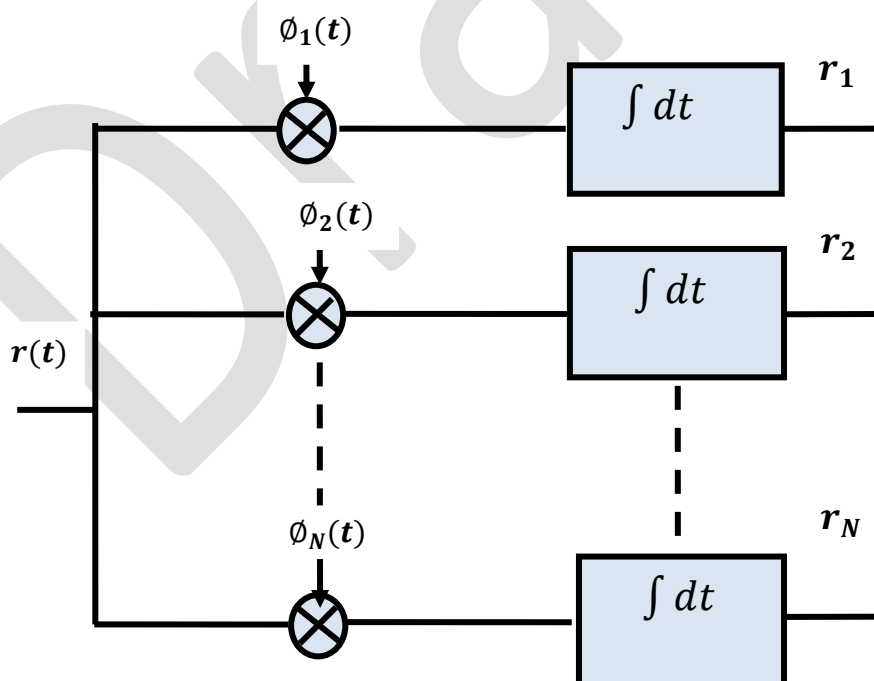 ∅₁(t)
∫ dt
r₁
∅₂(t)
∫ dt
r₂
r(t)
∅_N(t)
∫ dt
r_N